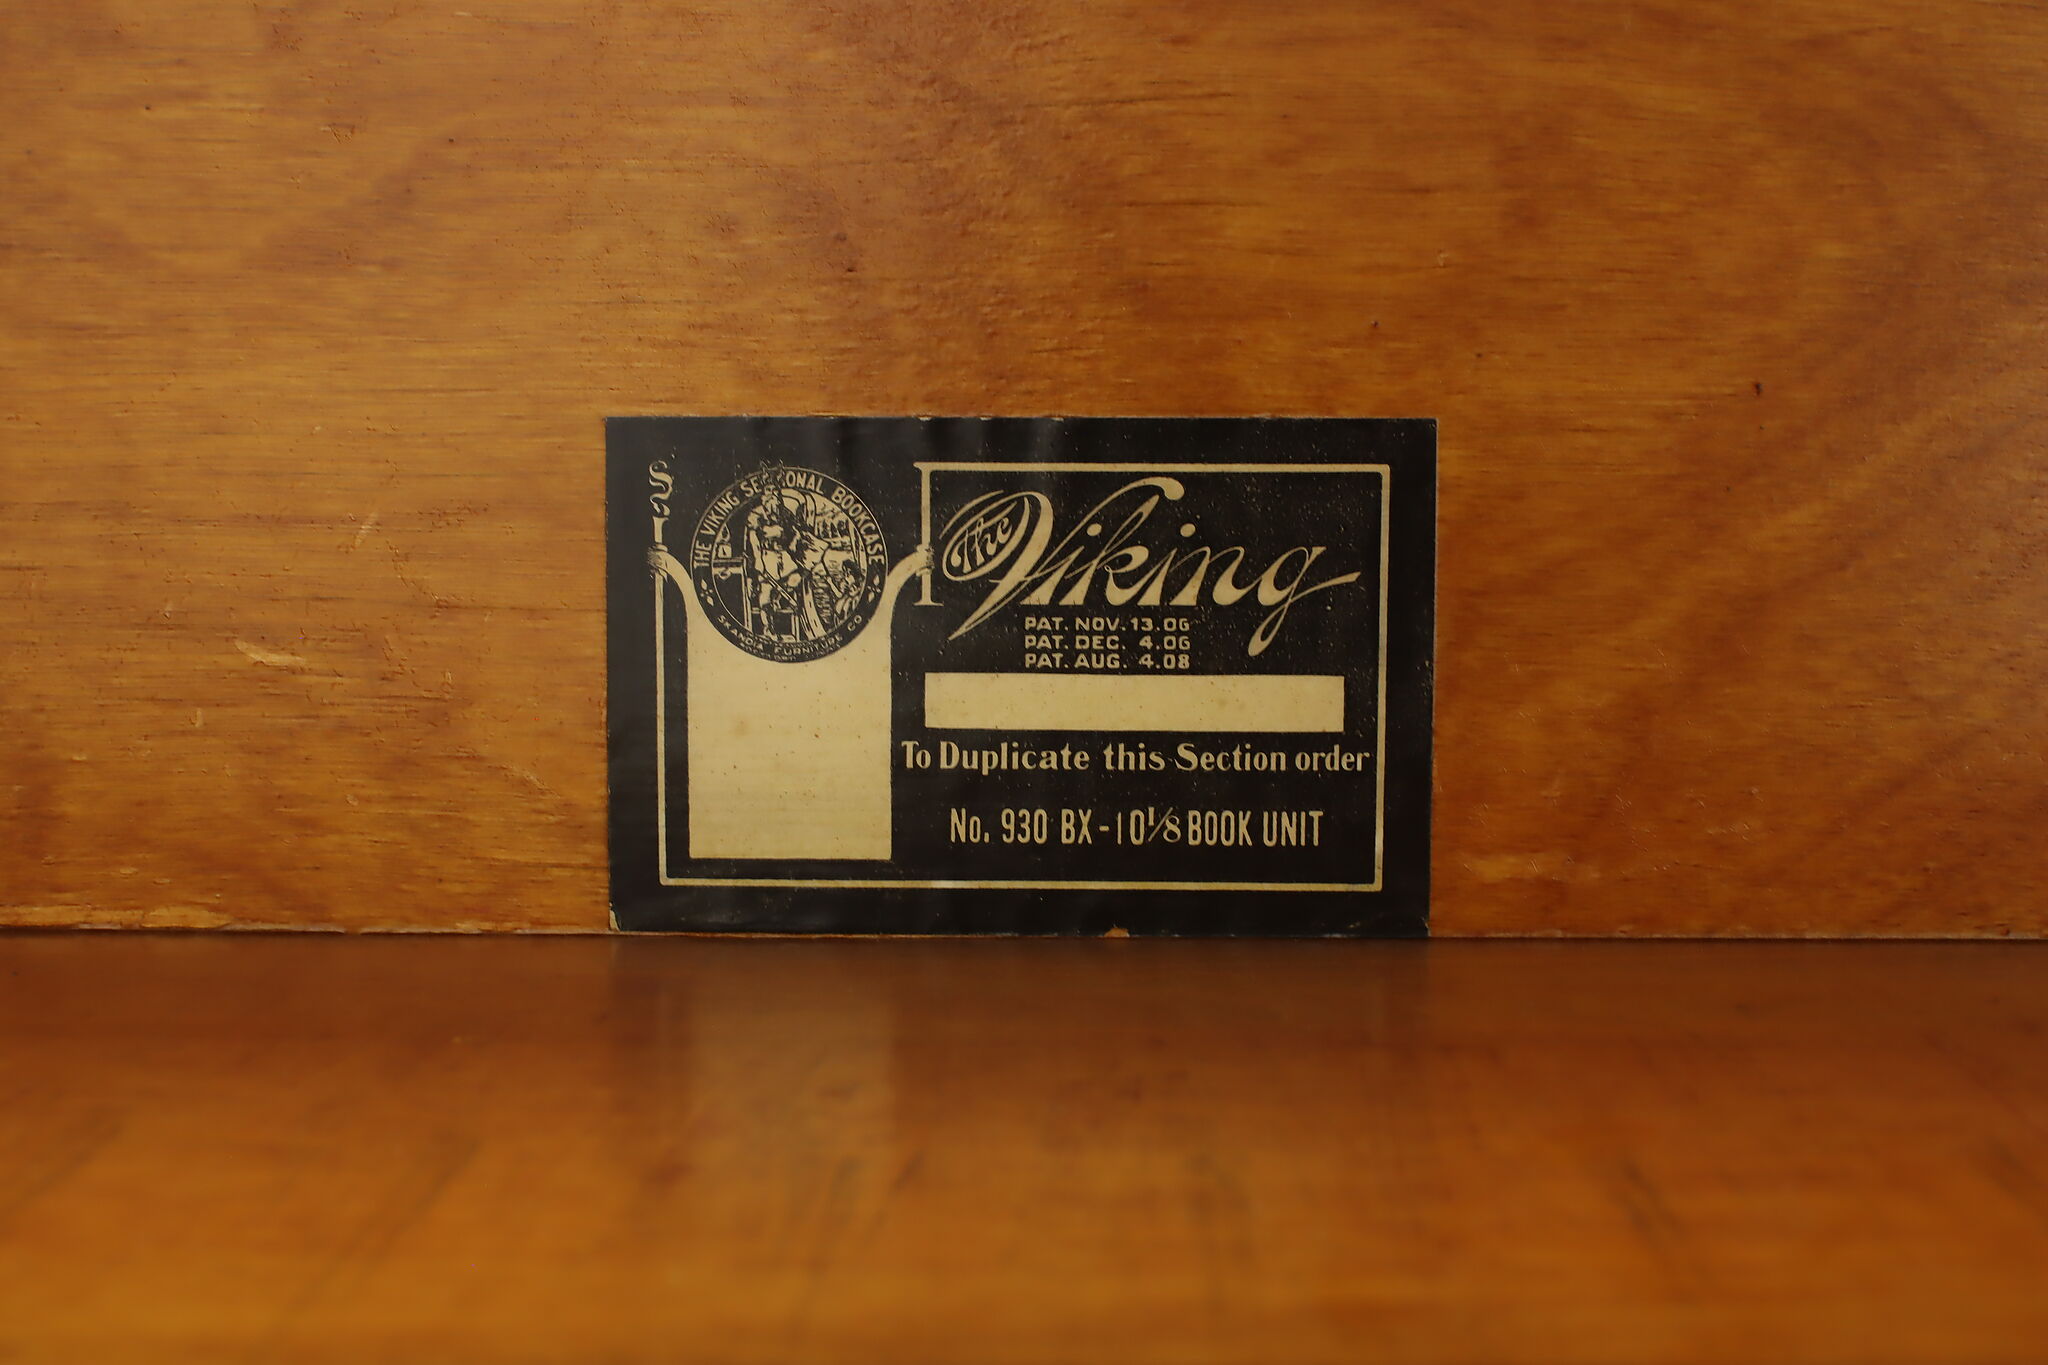 THE VIKING SECTIONAL BOOKCASE
SKANDIA FURNITURE CO
The Viking
PAT. NOV. 13.06
PAT. DEC. 4.06
PAT. AUG. 4.08
To Duplicate this Section order
No. 930 BX - 10 1/8 BOOK UNIT